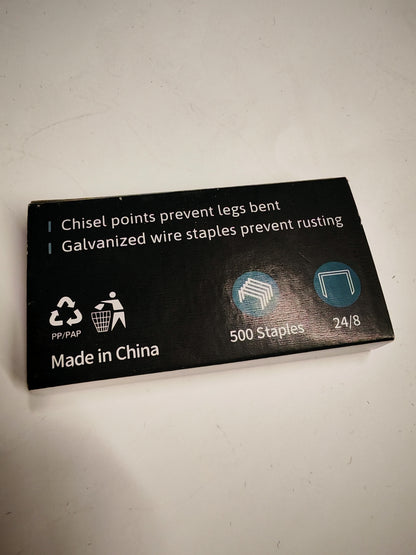 Chisel points prevent legs bent
Galvanized wire staples prevent rusting
PP/PAP
500 Staples
24/8
Made in China